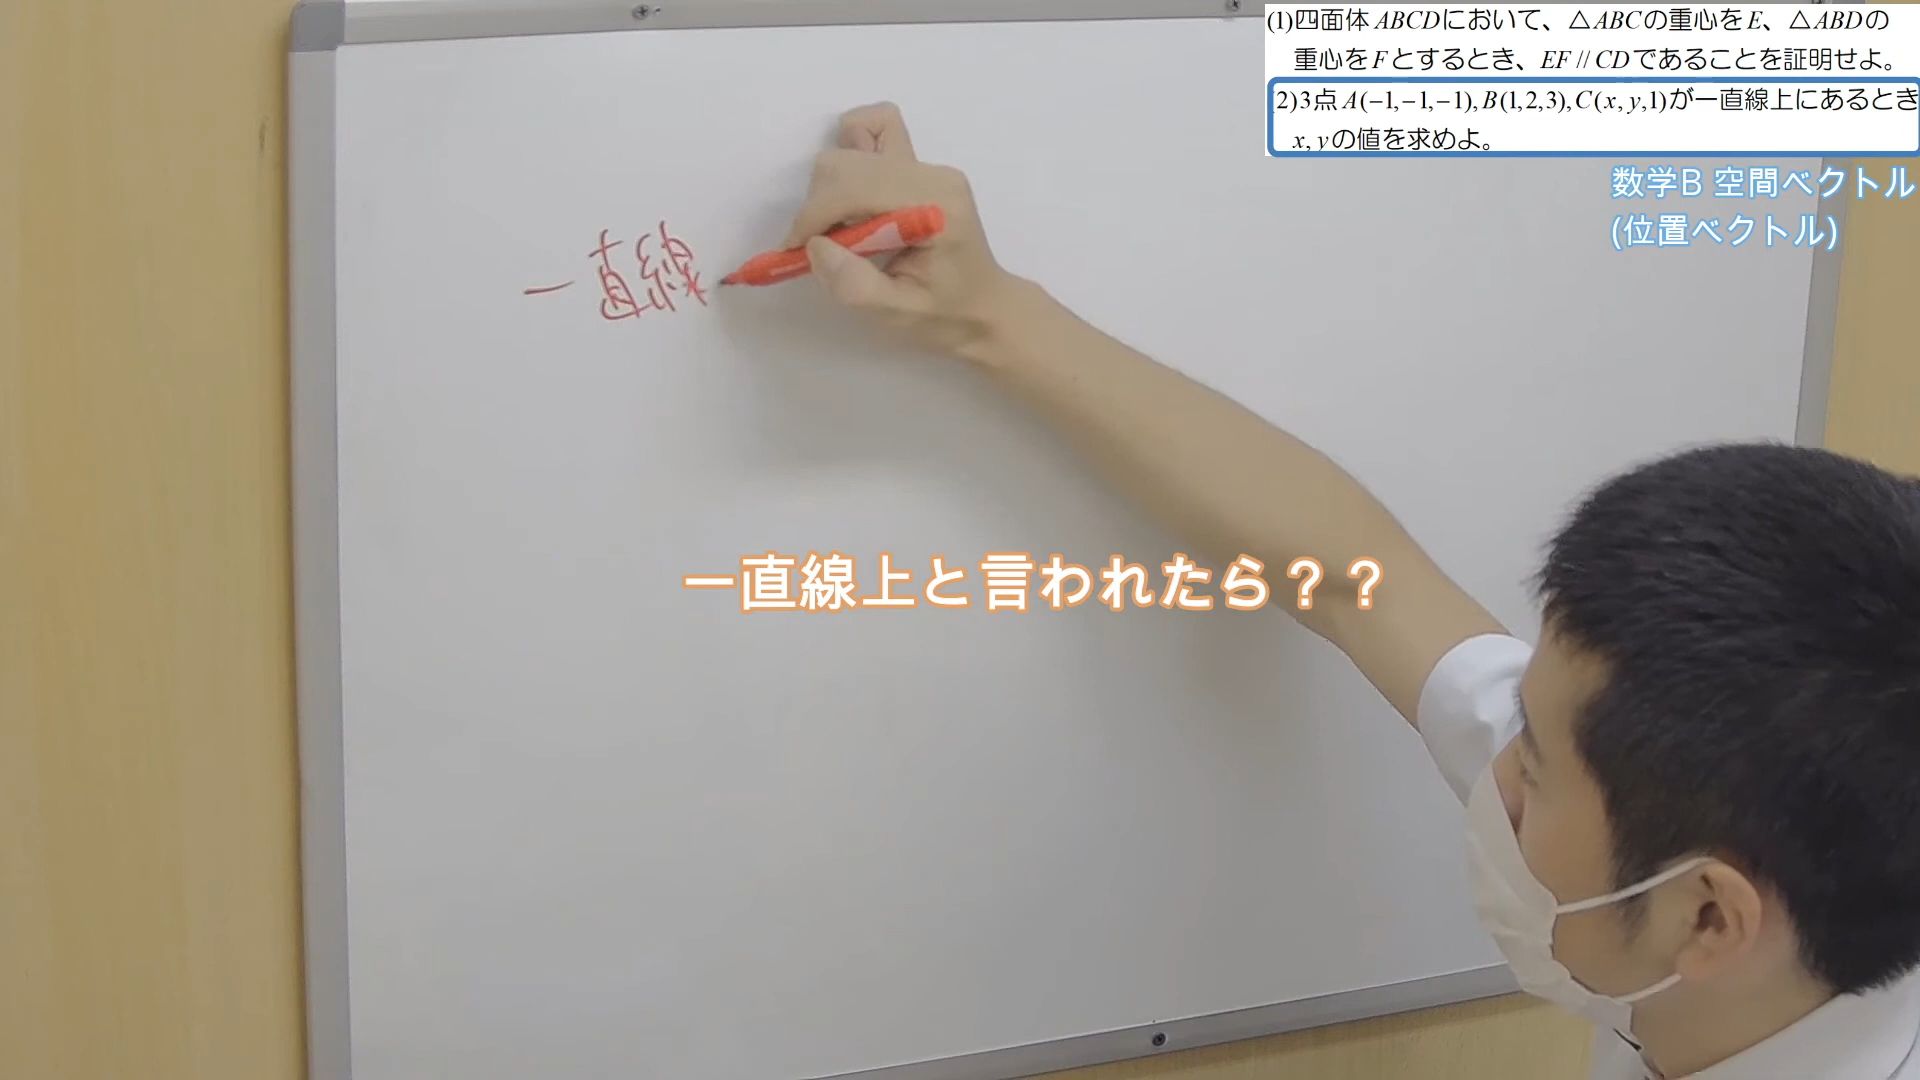 (1)四面体ABCDにおいて、△ABCの重心をE、△ABDの
重心をFとするとき、EF//CDであることを証明せよ。
2)3点A(−1,−1,−1),B(1,2,3),C(x,y,1)が一直線上にあるとき
x,yの値を求めよ。
数学B 空間ベクトル
(位置ベクトル)
一直線
一直線上と言われたら？？